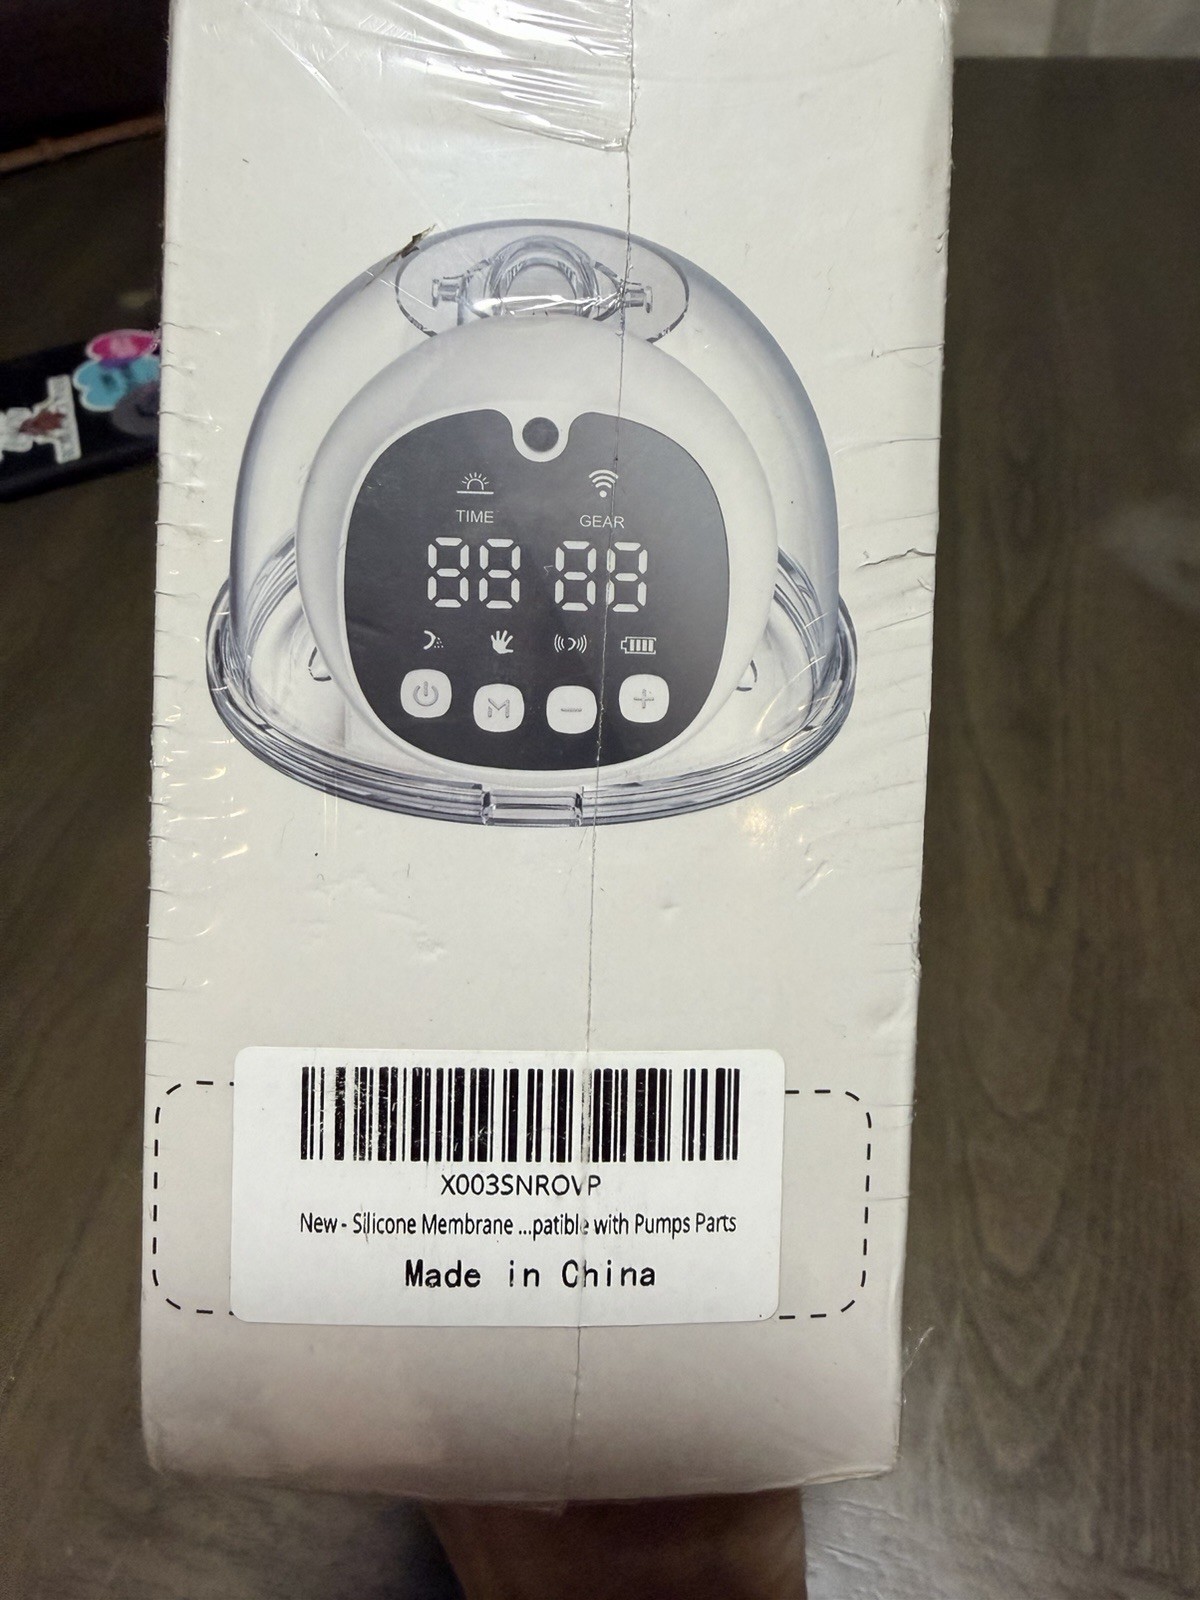 TIME
GEAR
88 88
M
X003SNROVP
New - Silicone Membrane ...patible with Pumps Parts
Made in China